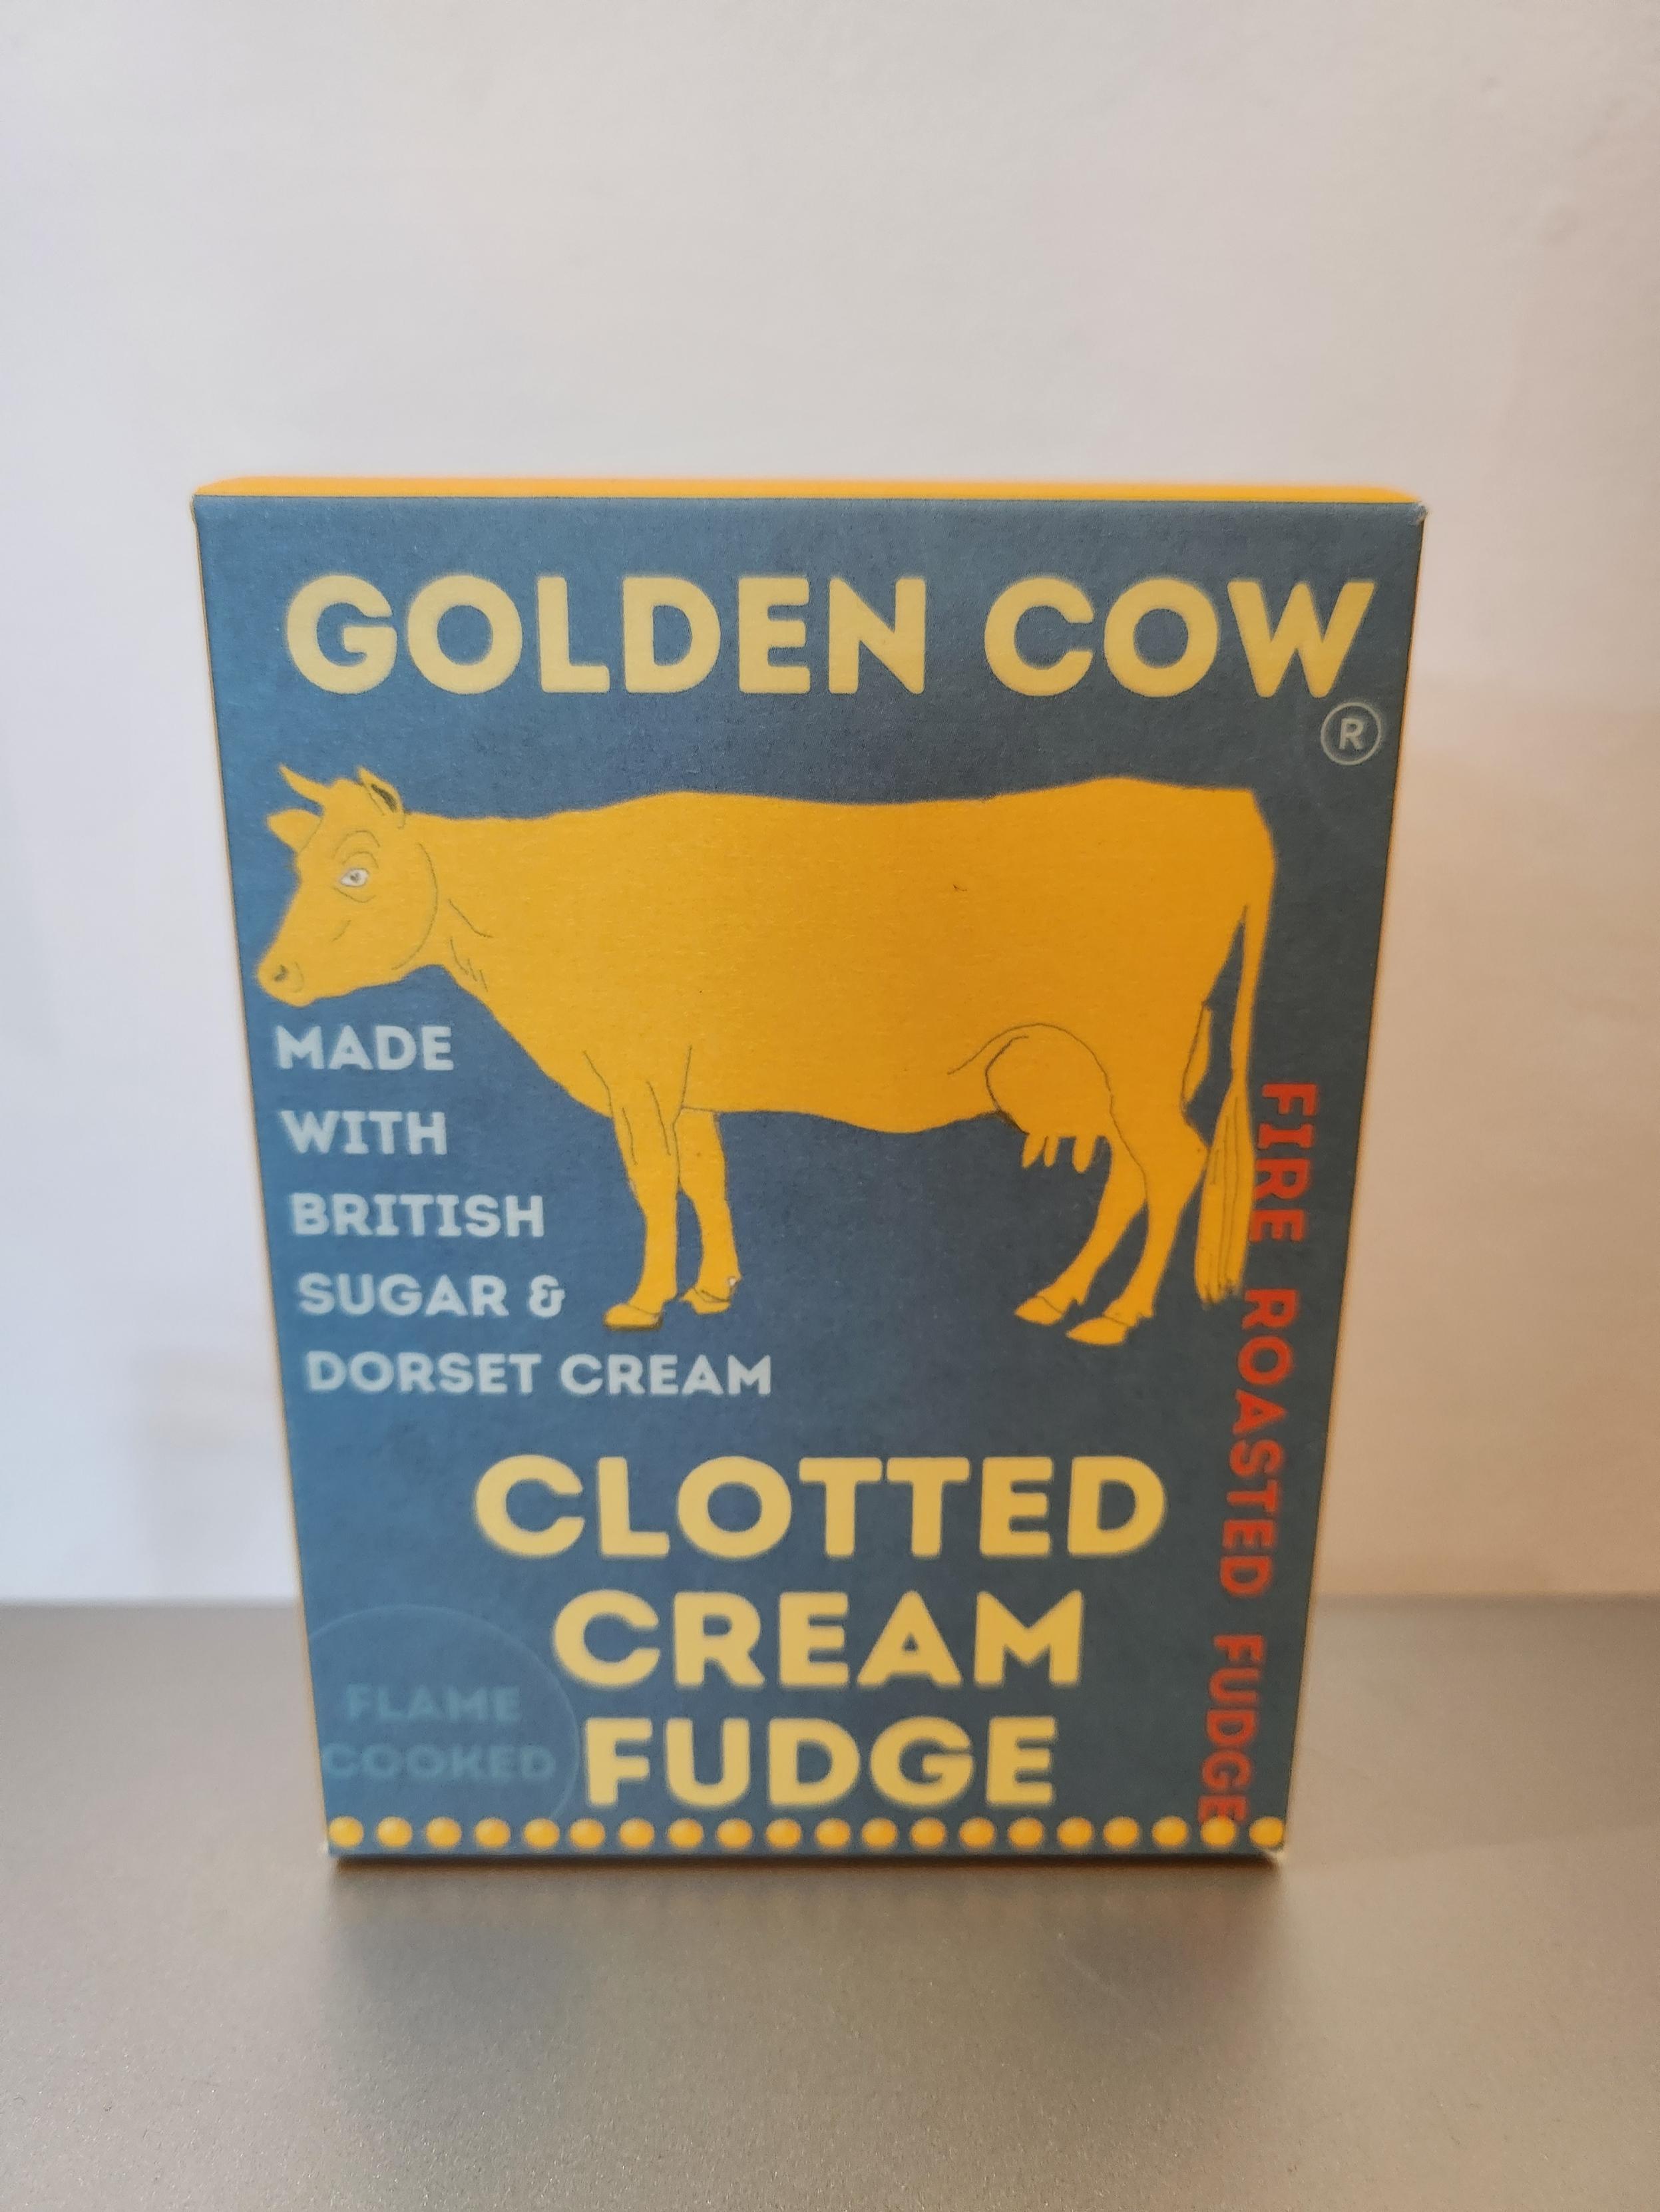 GOLDEN COW
®
MADE
WITH
BRITISH
SUGAR &
DORSET CREAM
CLOTTED
CREAM
FUDGE
FLAME
COOKED
FIRE ROASTED FUDGE